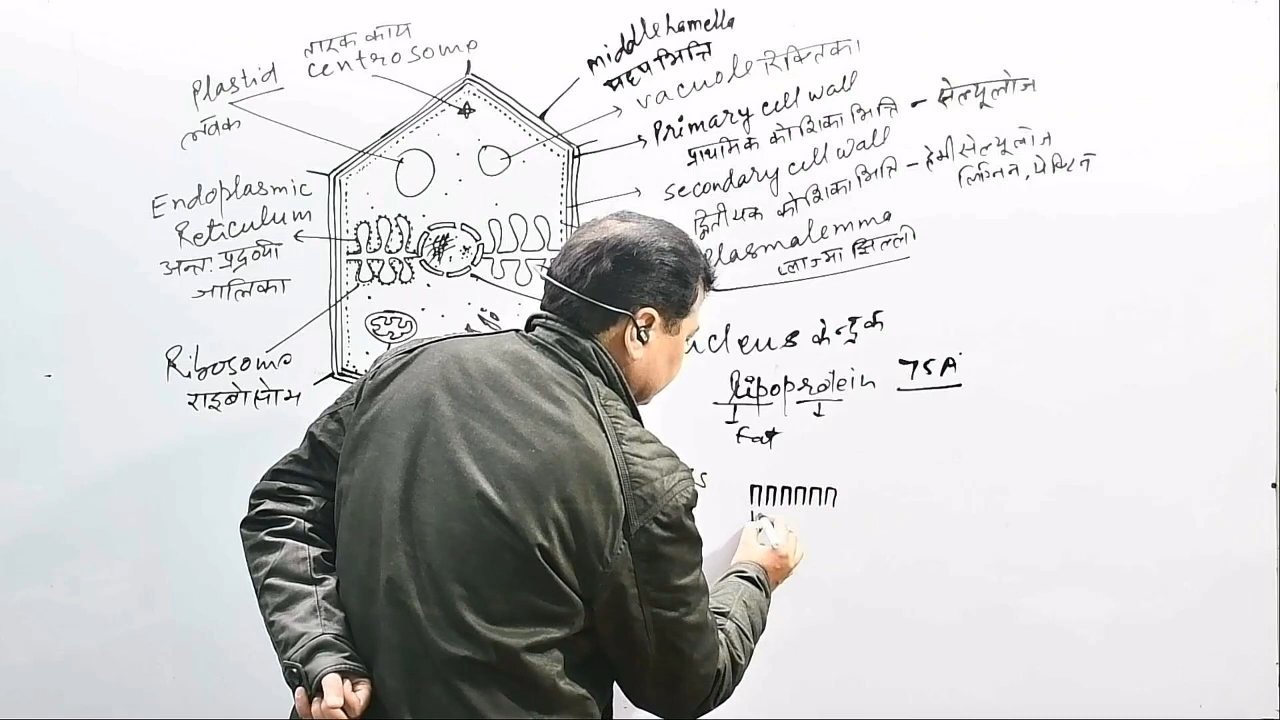 तारक काय
centrosome
Plastid
लवक
Endoplasmic
Reticulum
अन्त: प्रद्रव्यी
जालिका
Ribosome
राइबोसोम
middle Lamella
मध्य भित्ति
vacuole रिक्तिका
Primary cell wall
प्राथमिक कोशिका भित्ति - सेल्यूलोज
secondary cell wall
द्वितीयक कोशिका भित्ति - हेमीसेल्यूलोज
लिग्निन, पेक्टिन
Plasmalemma
प्लाज्मा झिल्ली
ucleus केन्द्रक
lipoprotein 75A°
Fat